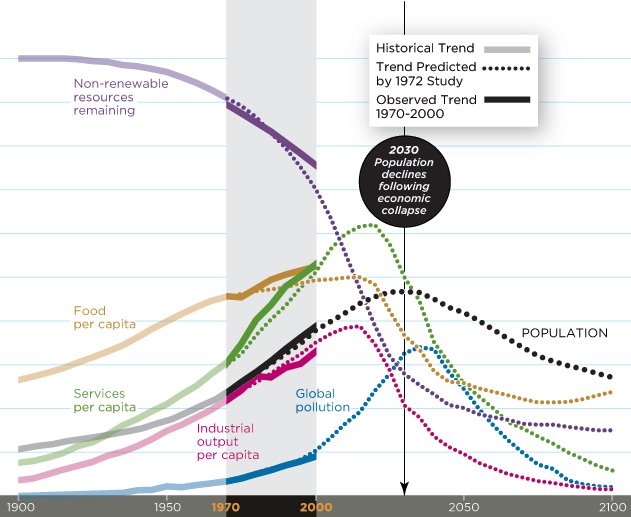 Historical Trend
Trend Predicted
by 1972 Study
Observed Trend
1970-2000
Non-renewable
resources
remaining
2030
Population
declines
following
economic
collapse
Food
per capita
POPULATION
Services
per capita
Global
pollution
Industrial
output
per capita
1900 1950 1970 2000 2050 2100